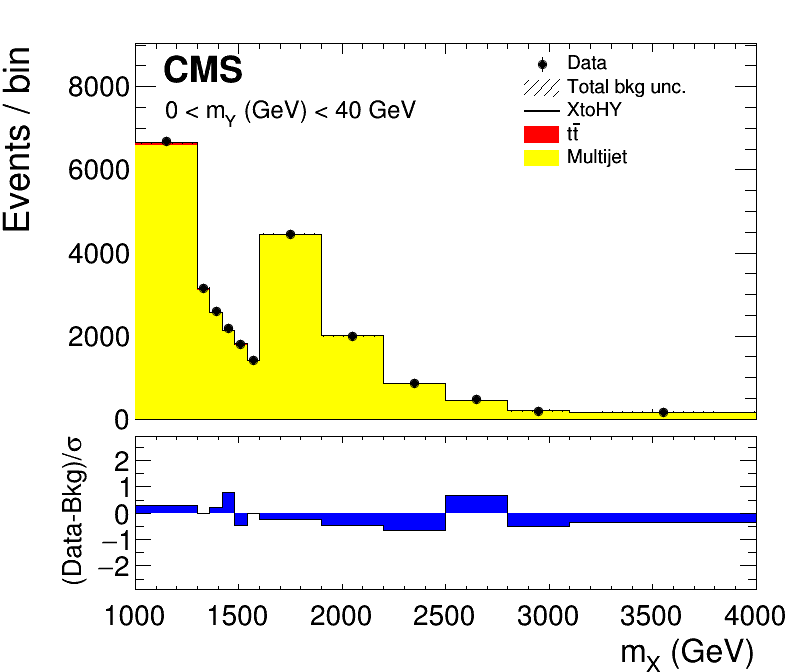 Events / bin
8000
6000
4000
2000
0
CMS
0 < m_Y (GeV) < 40 GeV
Data
Total bkg unc.
XtoHY
tt̄
Multijet
(Data-Bkg)/σ
2
1
0
−1
−2
1000 1500 2000 2500 3000 3500 4000
m_X (GeV)